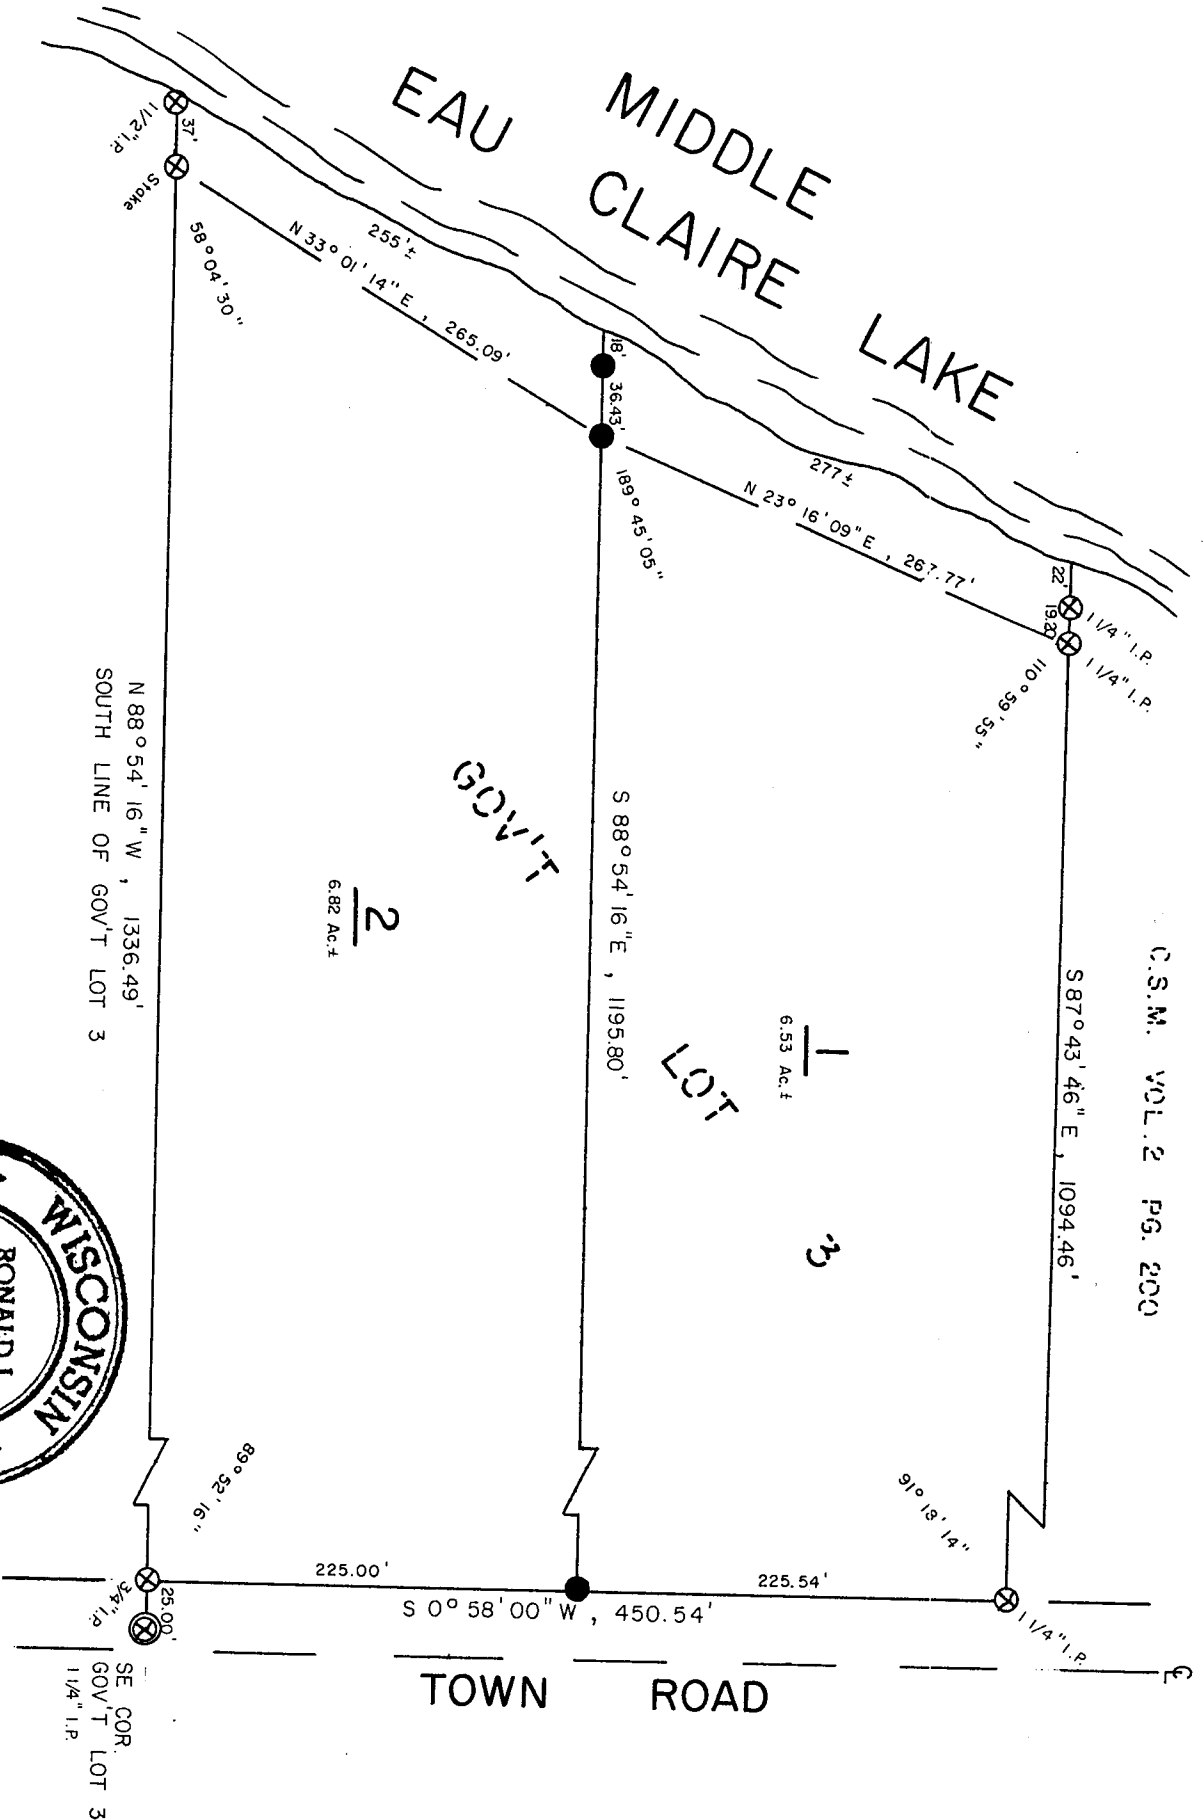 MIDDLE
EAU CLAIRE LAKE
1 1/2" I.P.
37'
Stake
58° 04' 30"
255'±
N 33° 01' 14" E , 265.09'
18'
36.43'
189° 45' 05"
277±
N 23° 16' 09" E , 267.77'
22'
19.20
1 1/4" I.P.
1 1/4" I.P.
110° 59' 55"
N 88° 54' 16" W , 1336.49'
SOUTH LINE OF GOV'T LOT 3
GOV'T
LOT
3
2
6.82 Ac.±
S 88° 54' 16" E , 1195.80'
1
6.53 Ac.±
S 87° 43' 46" E , 1094.46'
C.S.M. VOL. 2 PG. 200
WISCONSIN
89° 52' 16"
91° 18' 14"
225.00'
225.54'
S 0° 58' 00" W , 450.54'
3/4" I.P.
25.00'
1 1/4" I.P.
TOWN ROAD
℄
SE COR.
GOV'T LOT 3
1 1/4" I.P.